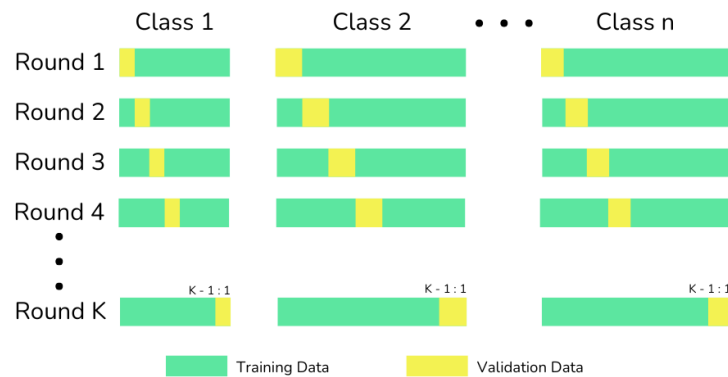 Class 1 Class 2 • • • Class n
Round 1
Round 2
Round 3
Round 4
K - 1 : 1 K - 1 : 1 K - 1 : 1
Round K
Training Data Validation Data